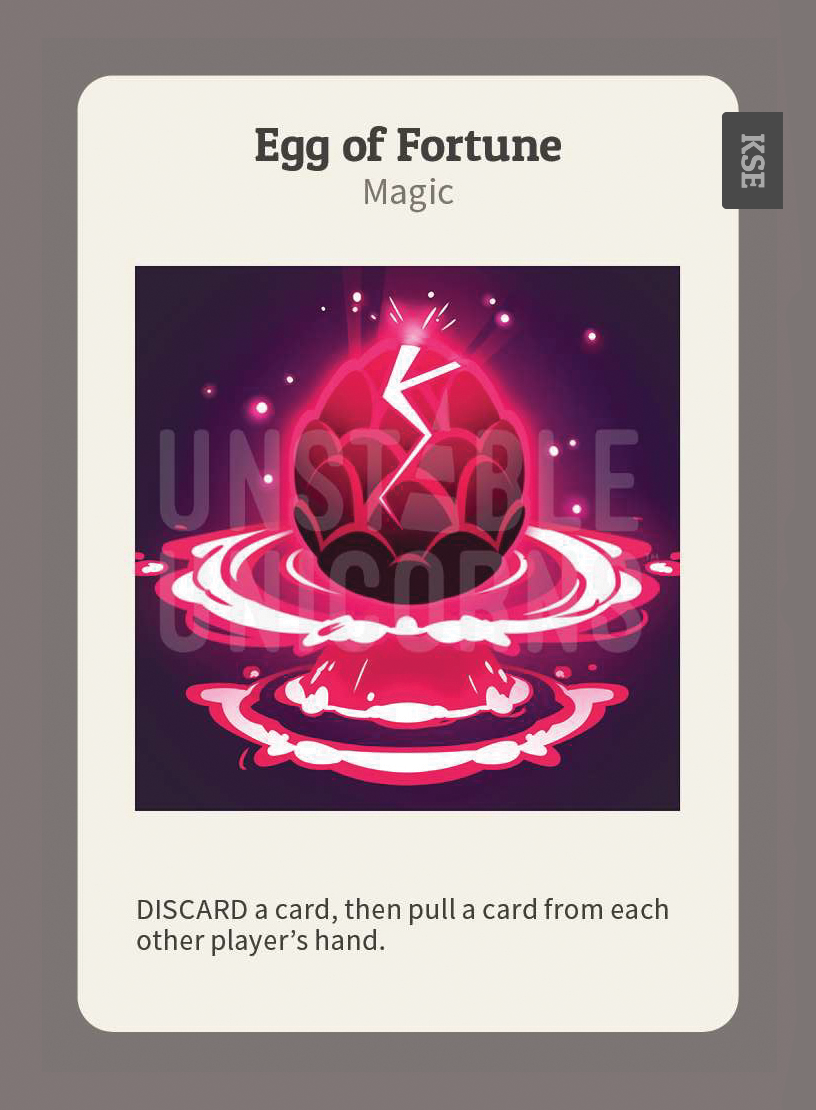 Egg of Fortune
Magic
KSE
UNSTABLE
UNICORNS
DISCARD a card, then pull a card from each
other player’s hand.